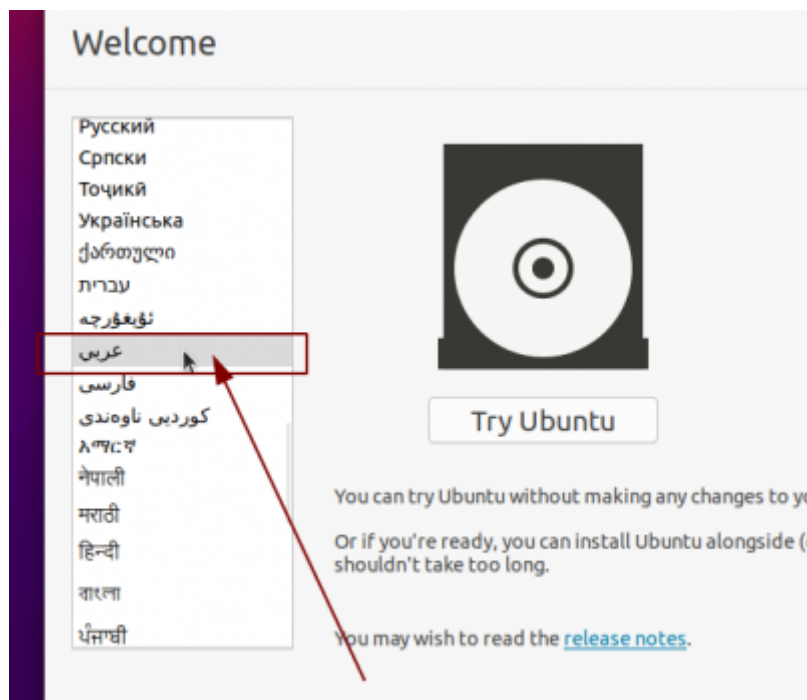 Welcome
Русский
Српски
Тоҷикӣ
Українська
ქართული
עברית
ئۇيغۇرچە
عربي
فارسی
کوردیی ناوەندی
አማርኛ
नेपाली
मराठी
हिन्दी
বাংলা
ਪੰਜਾਬੀ
Try Ubuntu
You can try Ubuntu without making any changes to
Or if you're ready, you can install Ubuntu alongside
shouldn't take too long.
You may wish to read the release notes.